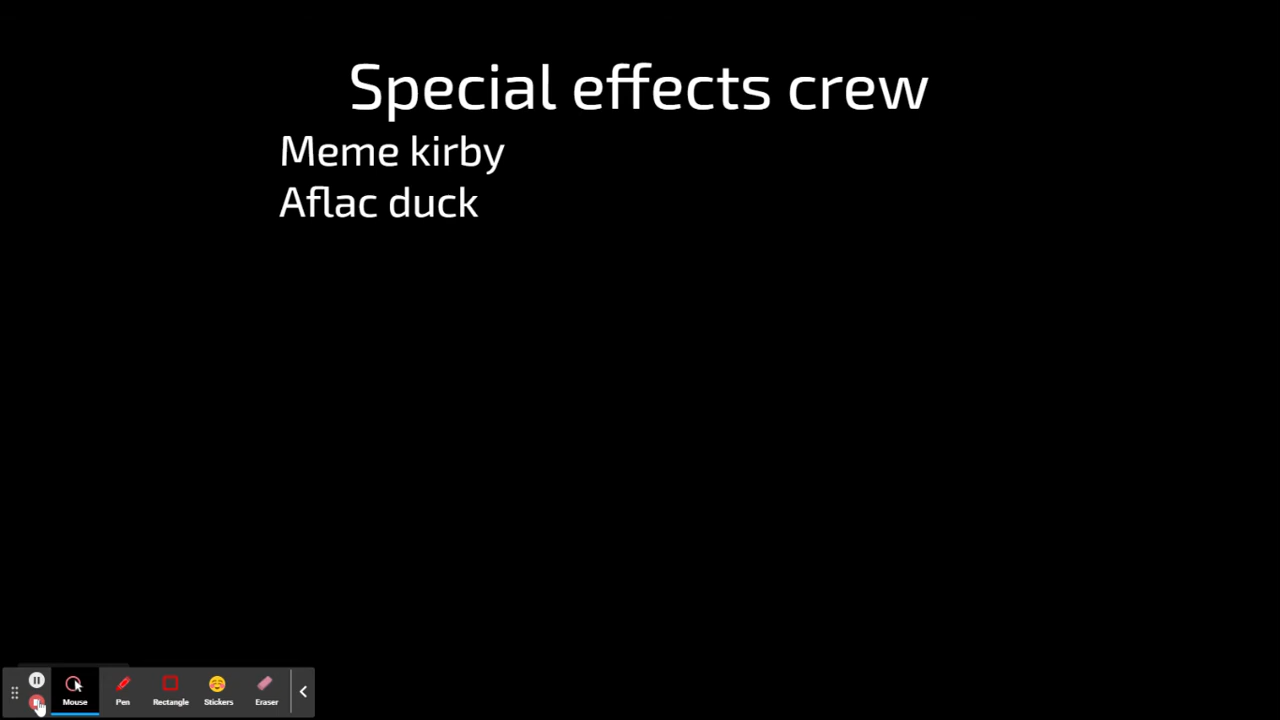 Special effects crew
Meme kirby
Aflac duck
Mouse
Pen
Rectangle
Stickers
Eraser